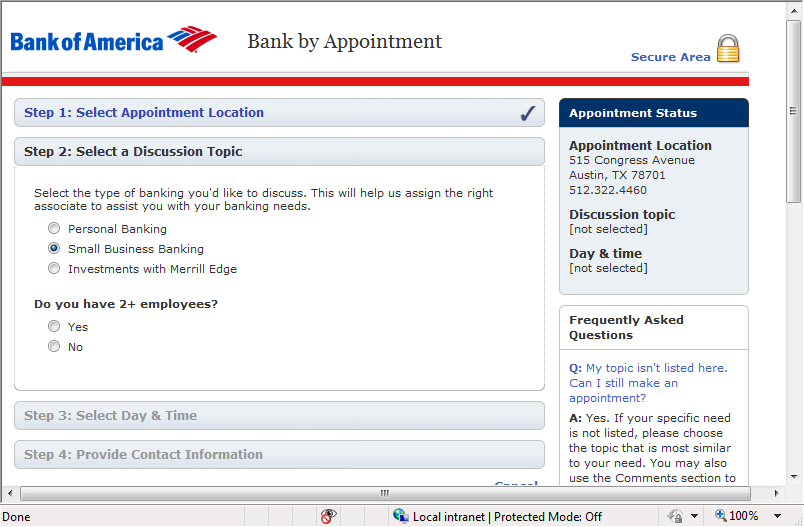 Bank of America
Bank by Appointment
Secure Area
Step 1: Select Appointment Location
Step 2: Select a Discussion Topic
Select the type of banking you'd like to discuss. This will help us assign the right
associate to assist you with your banking needs.
Personal Banking
Small Business Banking
Investments with Merrill Edge
Do you have 2+ employees?
Yes
No
Step 3: Select Day & Time
Step 4: Provide Contact Information
Cancel
Appointment Status
Appointment Location
515 Congress Avenue
Austin, TX 78701
512.322.4460
Discussion topic
[not selected]
Day & time
[not selected]
Frequently Asked
Questions
Q: My topic isn't listed here.
Can I still make an
appointment?
A: Yes. If your specific need
is not listed, please choose
the topic that is most similar
to your need. You may also
use the Comments section to
Done
Local intranet | Protected Mode: Off
100%